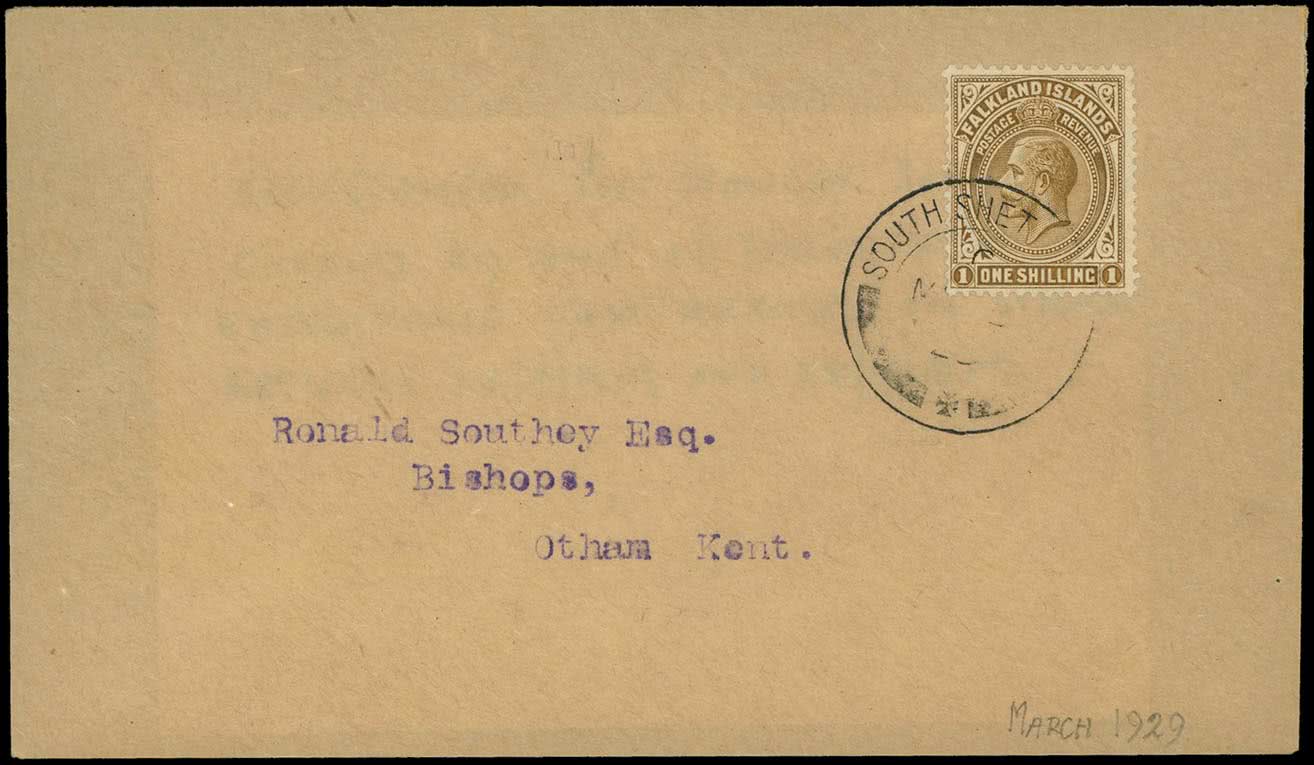 FALKLAND ISLANDS
POSTAGE REVENUE
1 ONE SHILLING 1
SOUTH SHET
Ronald Southey Esq.
Bishops,
Otham Kent.
MARCH 1929